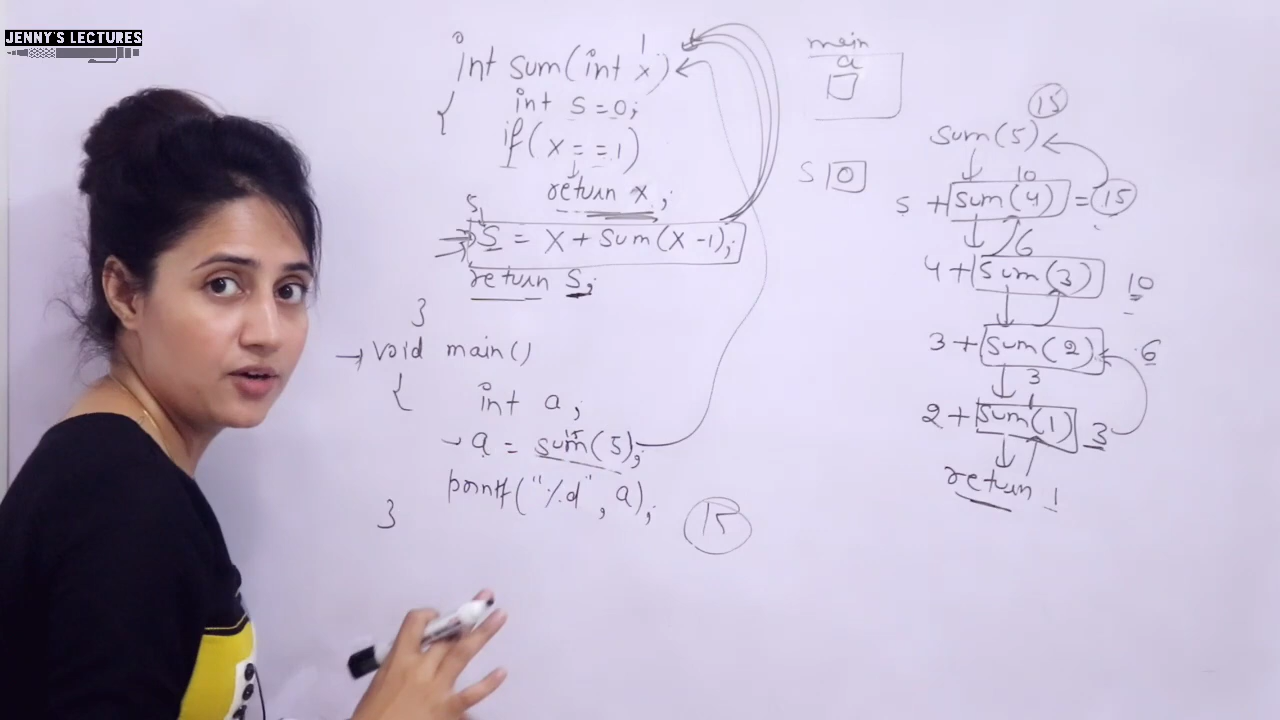 JENNY'S LECTURES
1
int sum(int x)
{ int s=0;
if(x==1)
return x;
S = x + sum(x-1);
return s;
}
void main()
{
int a;
15
a = sum(5);
printf("%d", a);
}
15
main
a
S 0
15
sum(5)
10
5 + sum(4) = 15
6
4 + sum(3) 10
3 + sum(2) 6
3
2 + sum(1) 3
return 1